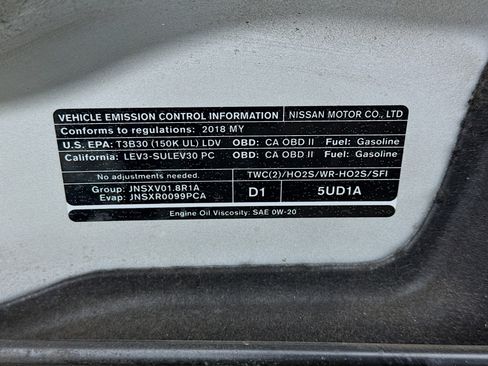 VEHICLE EMISSION CONTROL INFORMATION NISSAN MOTOR CO., LTD
Conforms to regulations: 2018 MY
U.S. EPA: T3B30 (150K UL) LDV OBD: CA OBD II Fuel: Gasoline
California: LEV3-SULEV30 PC OBD: CA OBD II Fuel: Gasoline
No adjustments needed. TWC(2)/HO2S/WR-HO2S/SFI
Group: JNSXV01.8R1A D1 5UD1A
Evap: JNSXR0099PCA
Engine Oil Viscosity: SAE 0W-20